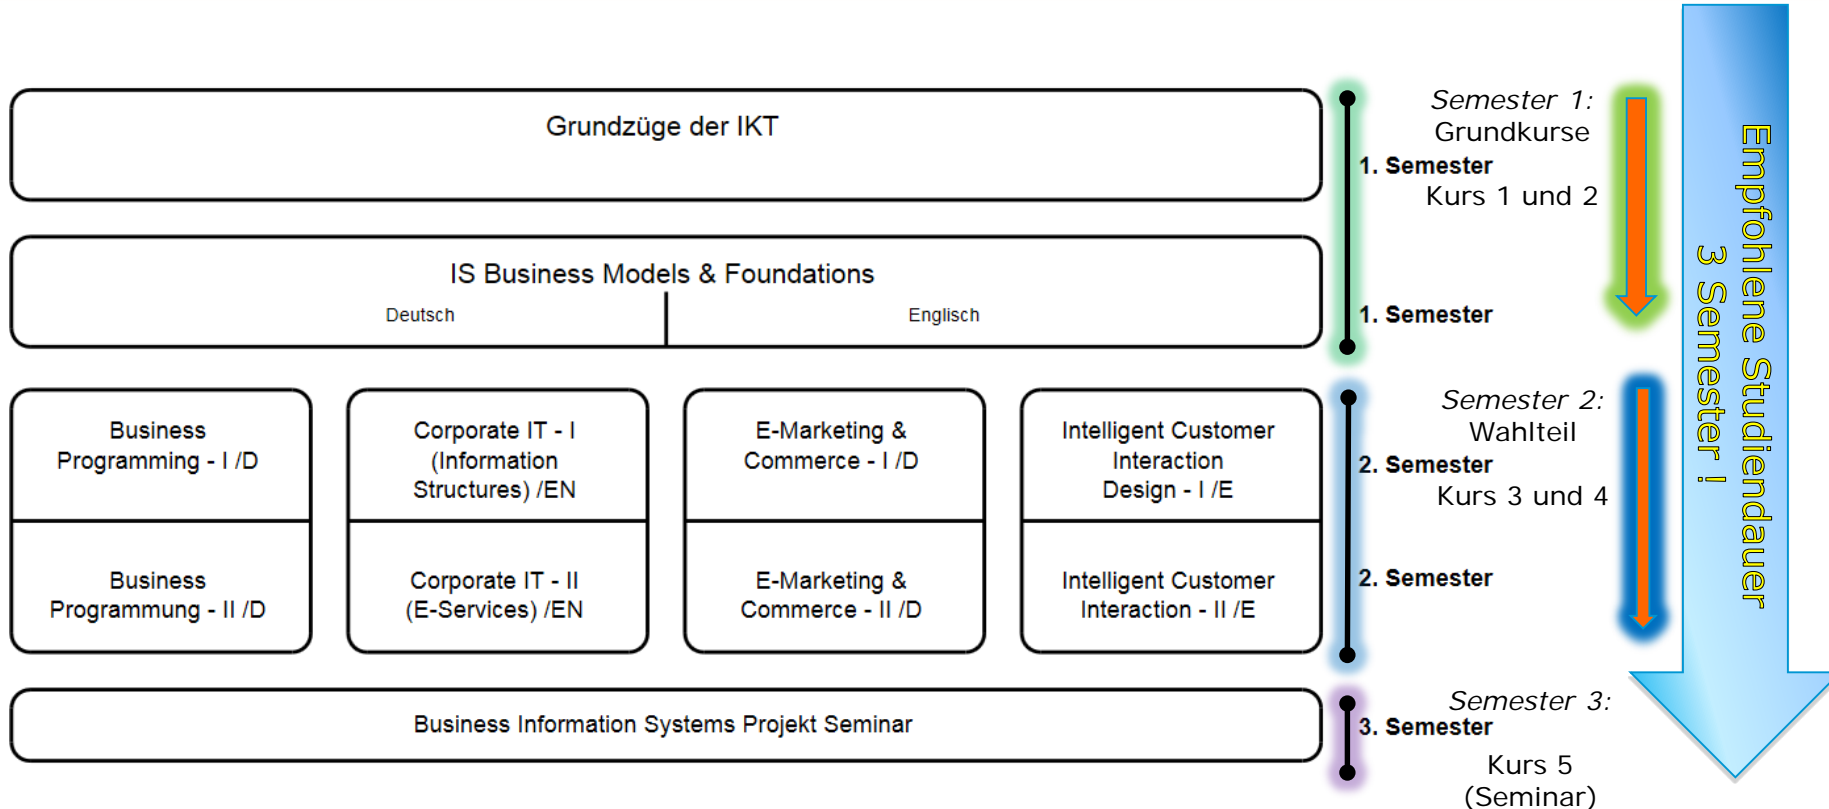 Grundzüge der IKT
IS Business Models & Foundations
Deutsch
Englisch
Business
Programming - I /D
Corporate IT - I
(Information
Structures) /EN
E-Marketing &
Commerce - I /D
Intelligent Customer
Interaction
Design - I /E
Business
Programmung - II /D
Corporate IT - II
(E-Services) /EN
E-Marketing &
Commerce - II /D
Intelligent Customer
Interaction - II /E
Business Information Systems Projekt Seminar
Semester 1:
Grundkurse
1. Semester
Kurs 1 und 2
1. Semester
Semester 2:
Wahlteil
2. Semester
Kurs 3 und 4
2. Semester
Semester 3:
3. Semester
Kurs 5
(Seminar)
Empfohlene Studiendauer
3 Semester !